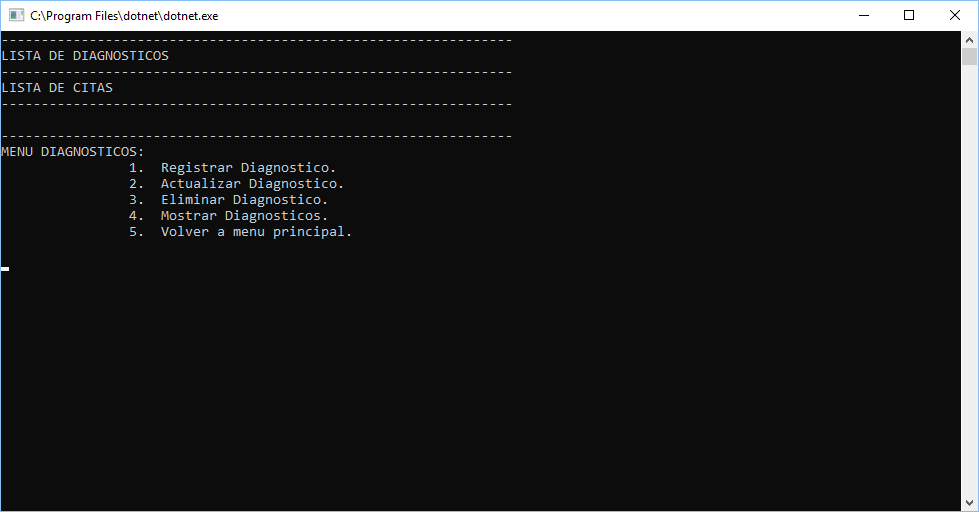 C:\Program Files\dotnet\dotnet.exe
----------------------------------------------------------------
LISTA DE DIAGNOSTICOS
----------------------------------------------------------------
LISTA DE CITAS
----------------------------------------------------------------
----------------------------------------------------------------
MENU DIAGNOSTICOS:
1. Registrar Diagnostico.
2. Actualizar Diagnostico.
3. Eliminar Diagnostico.
4. Mostrar Diagnosticos.
5. Volver a menu principal.